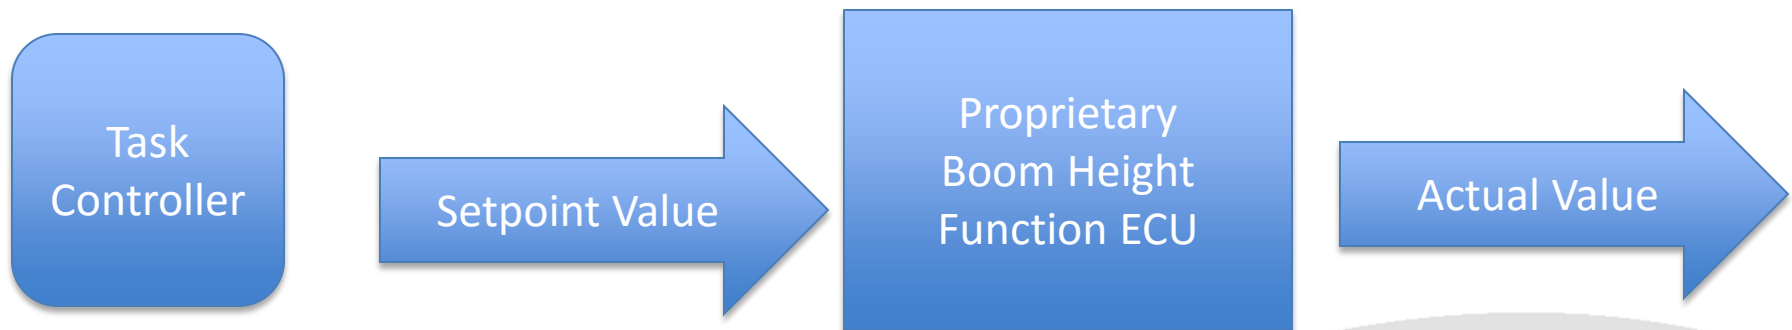 Task
Controller
Setpoint Value
Proprietary
Boom Height
Function ECU
Actual Value